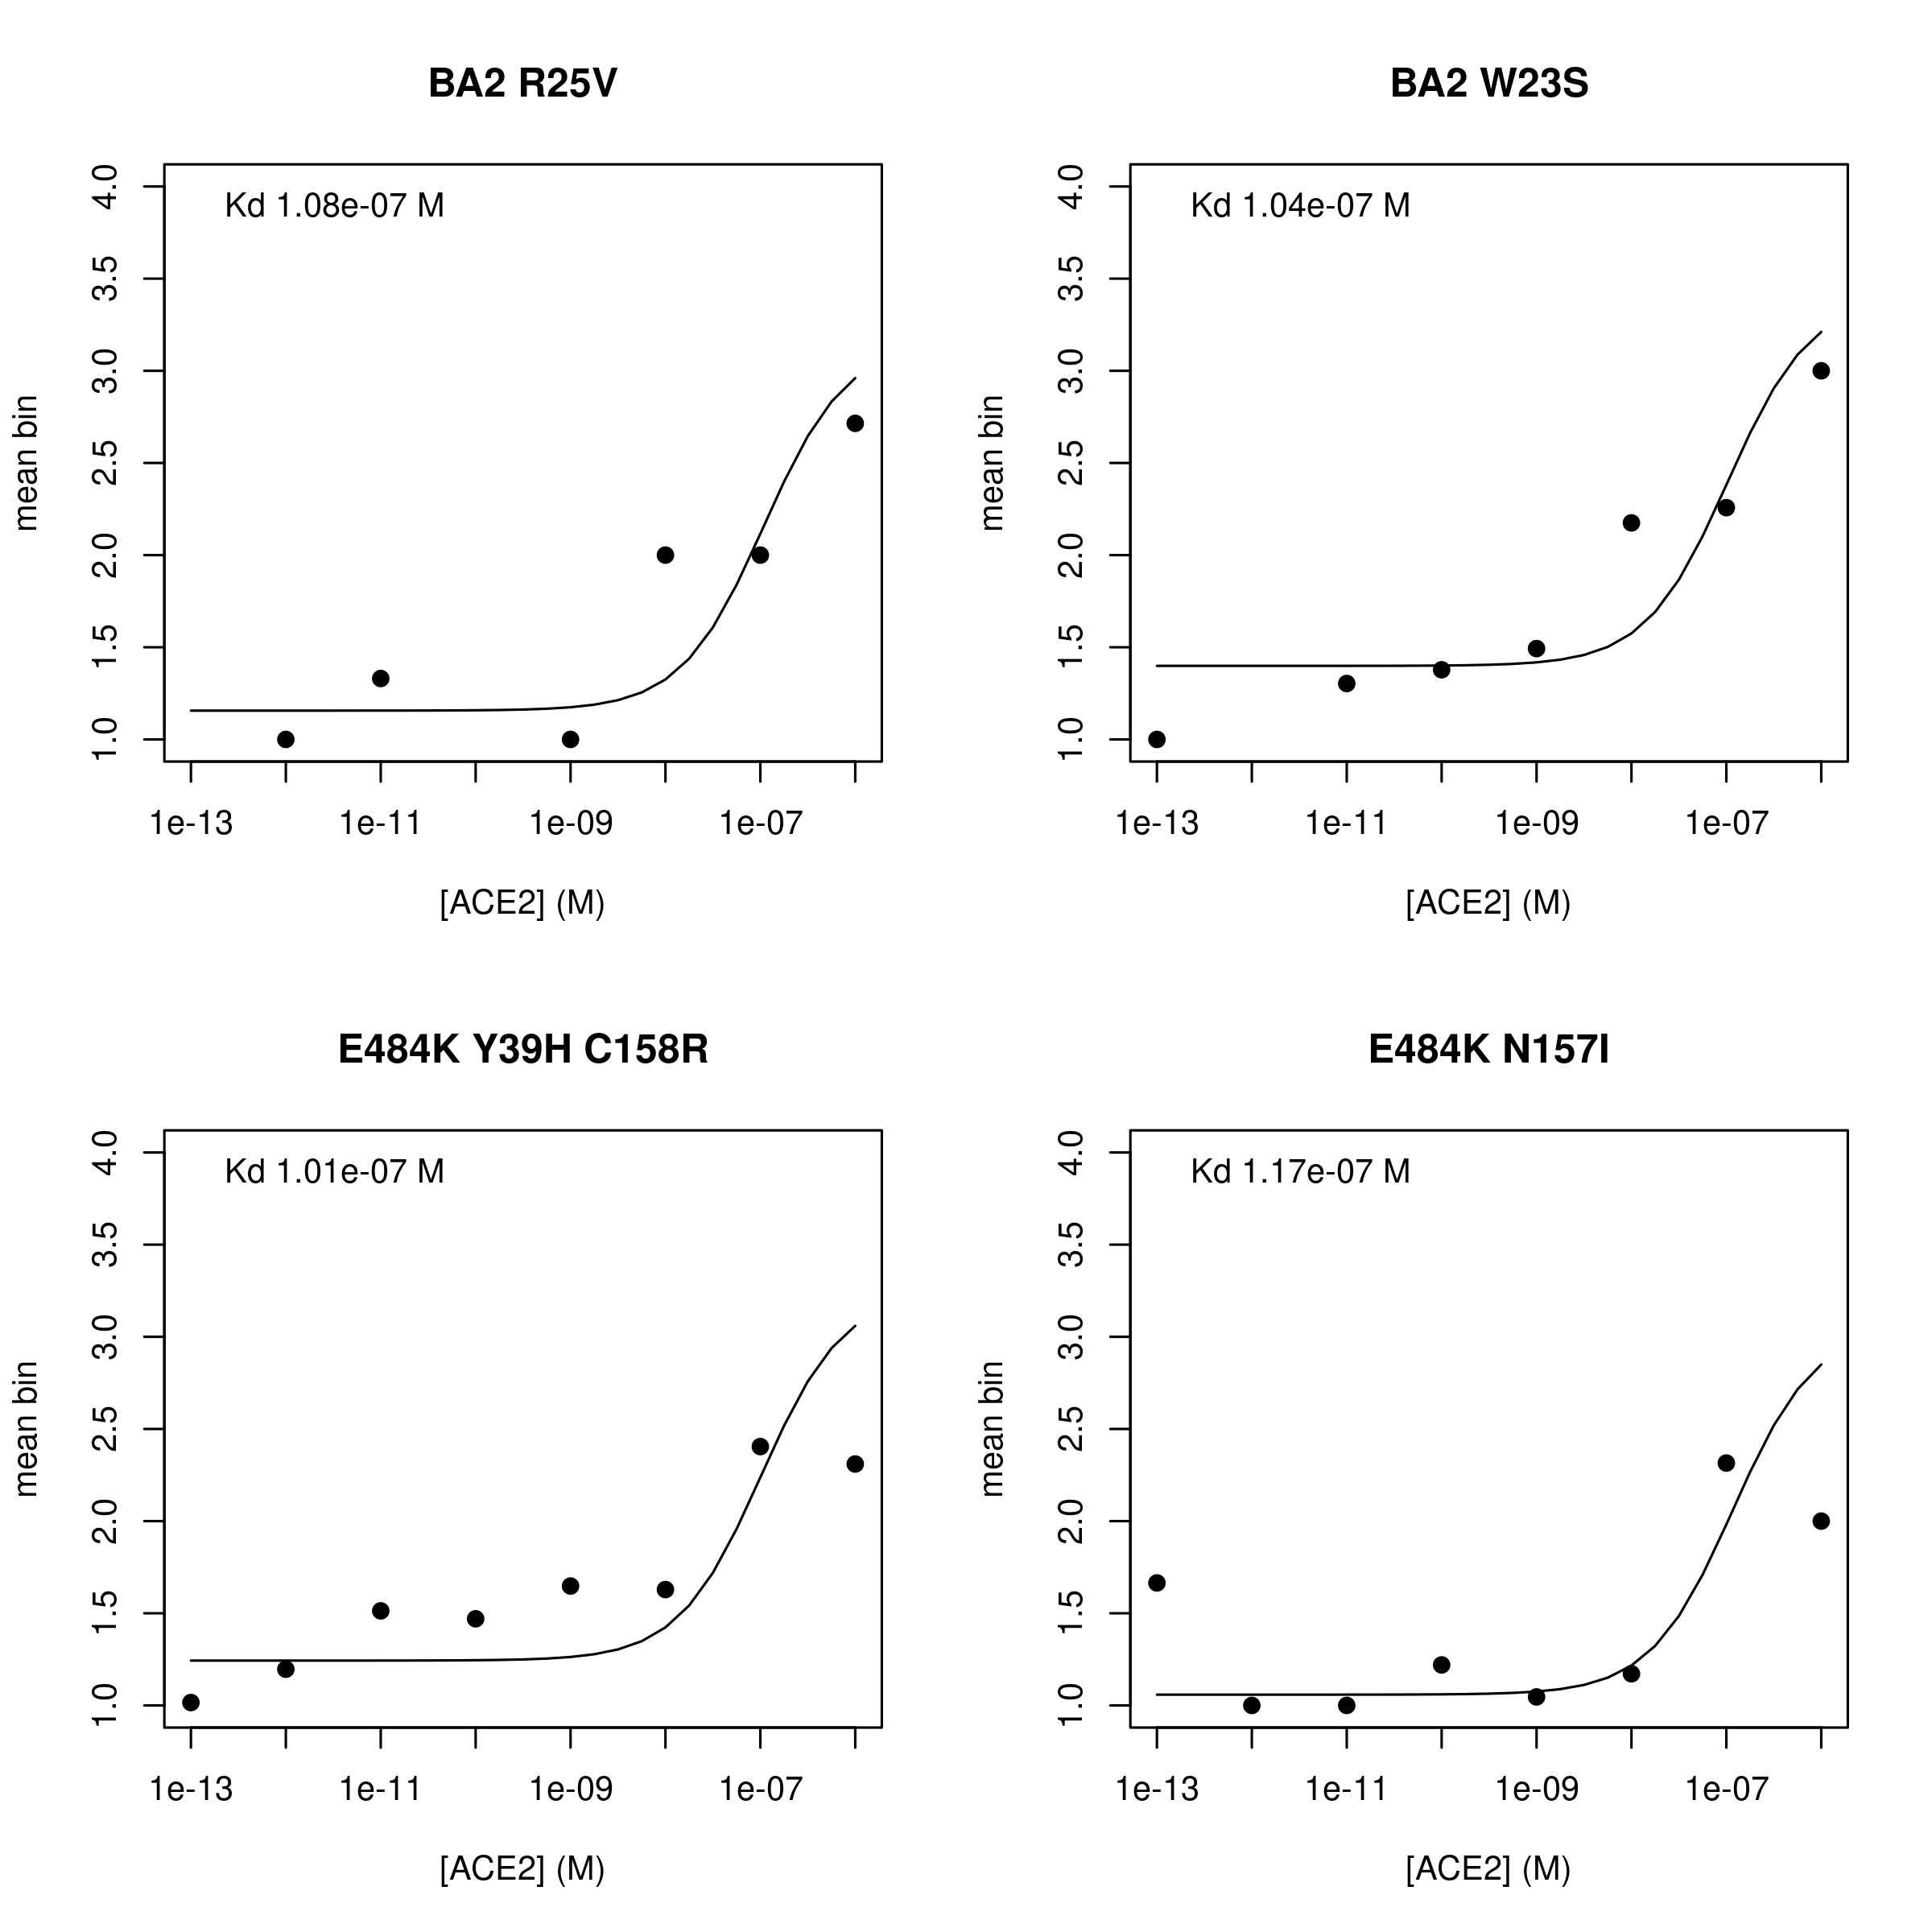 BA2 R25V
Kd 1.08e-07 M
mean bin
4.0
3.5
3.0
2.5
2.0
1.5
1.0
1e-13 1e-11 1e-09 1e-07
[ACE2] (M)
BA2 W23S
Kd 1.04e-07 M
mean bin
4.0
3.5
3.0
2.5
2.0
1.5
1.0
1e-13 1e-11 1e-09 1e-07
[ACE2] (M)
E484K Y39H C158R
Kd 1.01e-07 M
mean bin
4.0
3.5
3.0
2.5
2.0
1.5
1.0
1e-13 1e-11 1e-09 1e-07
[ACE2] (M)
E484K N157I
Kd 1.17e-07 M
mean bin
4.0
3.5
3.0
2.5
2.0
1.5
1.0
1e-13 1e-11 1e-09 1e-07
[ACE2] (M)